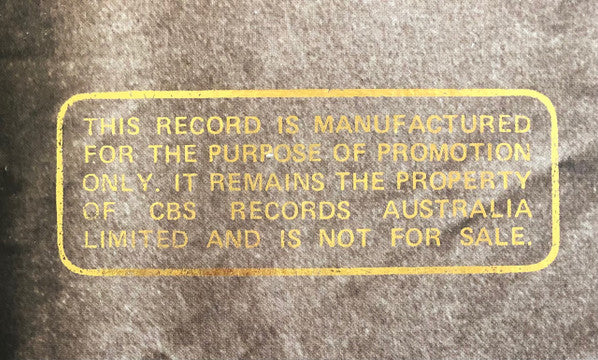 THIS RECORD IS MANUFACTURED
FOR THE PURPOSE OF PROMOTION
ONLY. IT REMAINS THE PROPERTY
OF CBS RECORDS AUSTRALIA
LIMITED AND IS NOT FOR SALE.